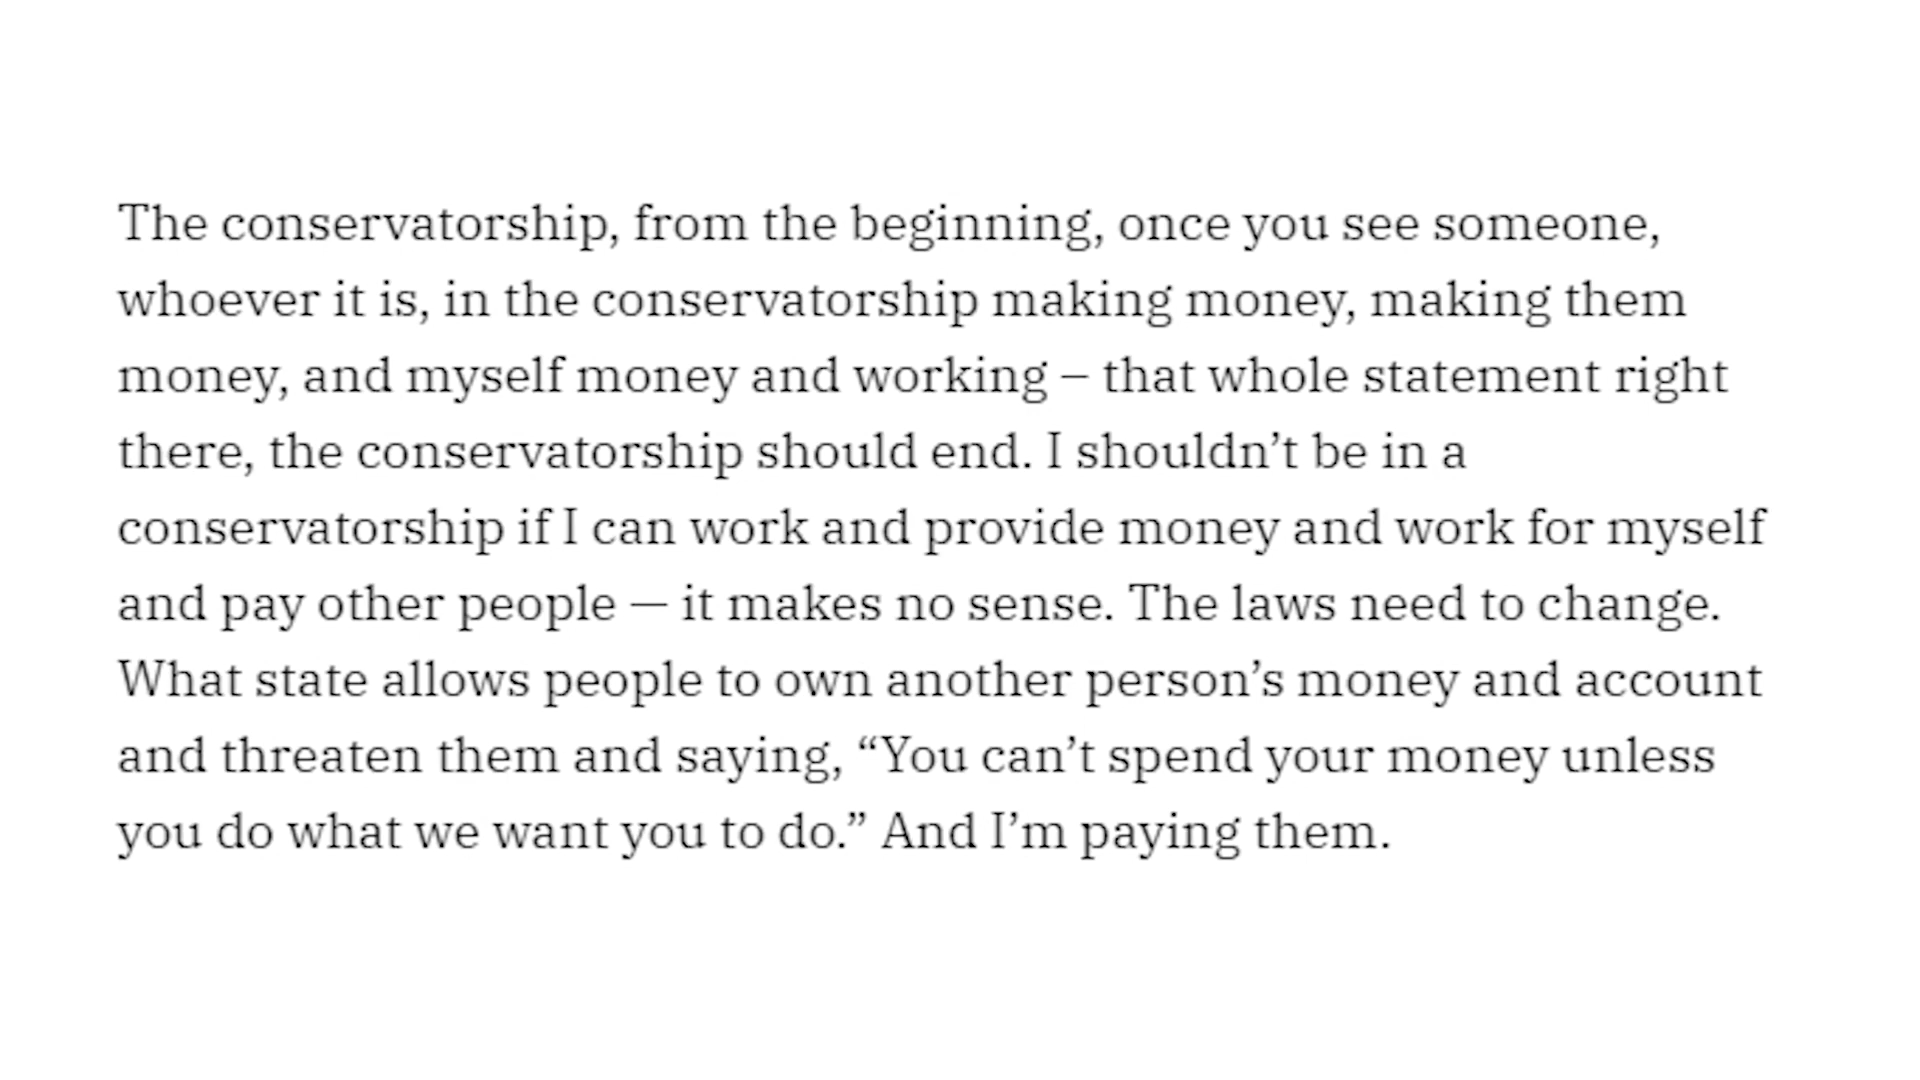 The conservatorship, from the beginning, once you see someone,
whoever it is, in the conservatorship making money, making them
money, and myself money and working – that whole statement right
there, the conservatorship should end. I shouldn’t be in a
conservatorship if I can work and provide money and work for myself
and pay other people — it makes no sense. The laws need to change.
What state allows people to own another person’s money and account
and threaten them and saying, “You can’t spend your money unless
you do what we want you to do.” And I’m paying them.